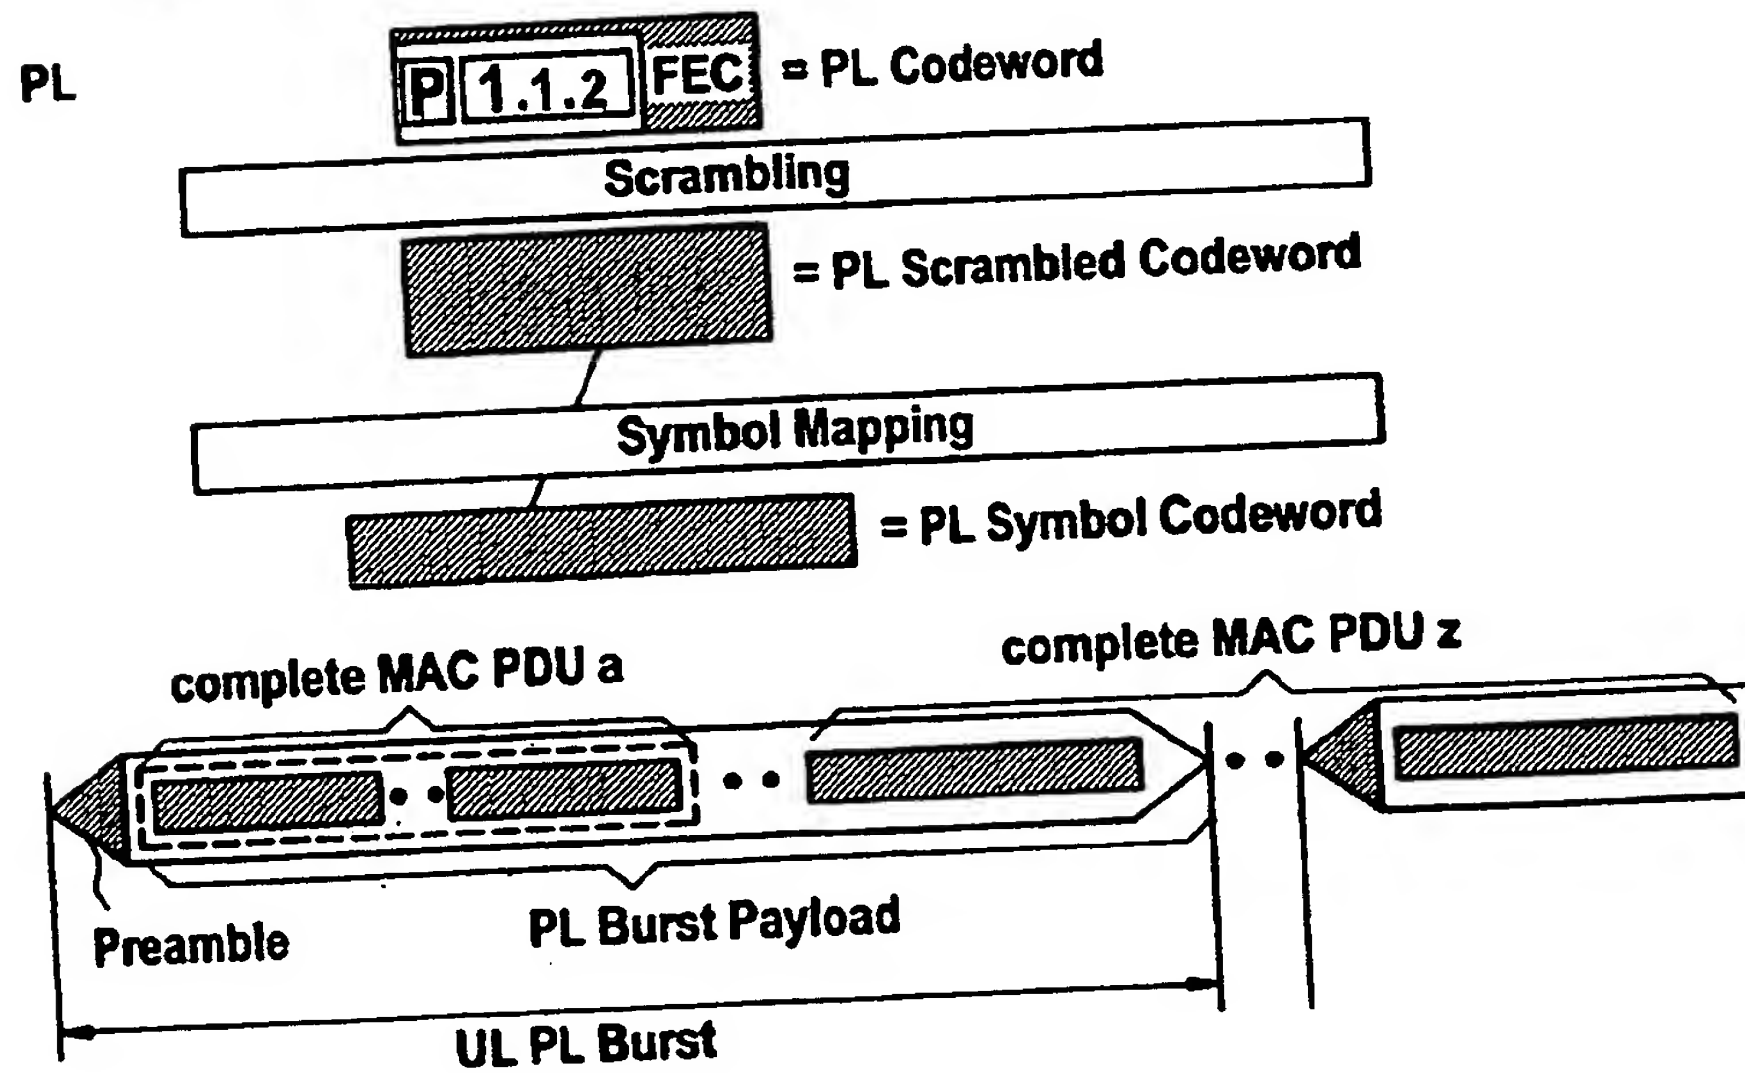 PL
P 1.1.2 FEC = PL Codeword
Scrambling
= PL Scrambled Codeword
Symbol Mapping
= PL Symbol Codeword
complete MAC PDU a
complete MAC PDU z
Preamble
PL Burst Payload
UL PL Burst